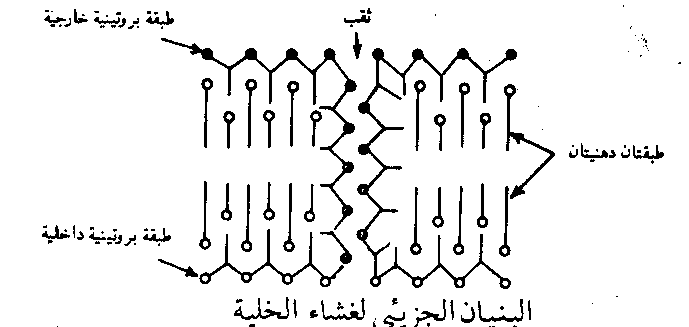 طبقة بروتينية خارجية
ثقب
طبقتان دهنيتان
طبقة بروتينية داخلية
البنيان الجزيئي لغشاء الخلية